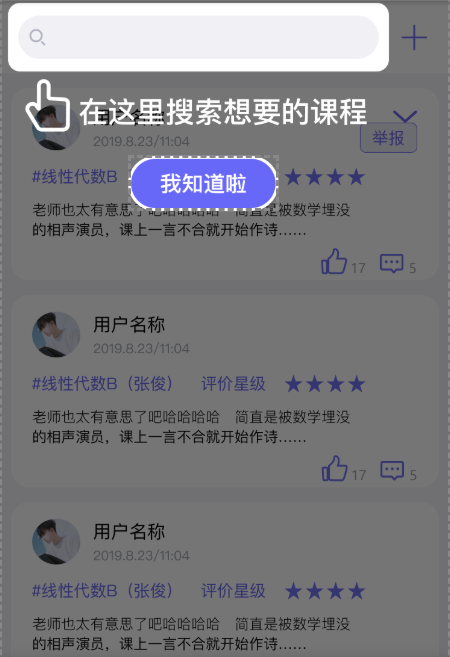 在这里搜索想要的课程
用户名称
2019.8.23/11:04
举报
#线性代数B
★★★★
我知道啦
老师也太有意思了吧哈哈哈哈 简直是被数学埋没
的相声演员，课上一言不合就开始作诗……
17 5
用户名称
2019.8.23/11:04
#线性代数B（张俊） 评价星级 ★★★★
老师也太有意思了吧哈哈哈哈 简直是被数学埋没
的相声演员，课上一言不合就开始作诗……
17 5
用户名称
2019.8.23/11:04
#线性代数B（张俊） 评价星级 ★★★★
老师也太有意思了吧哈哈哈哈 简直是被数学埋没
的相声演员，课上一言不合就开始作诗……